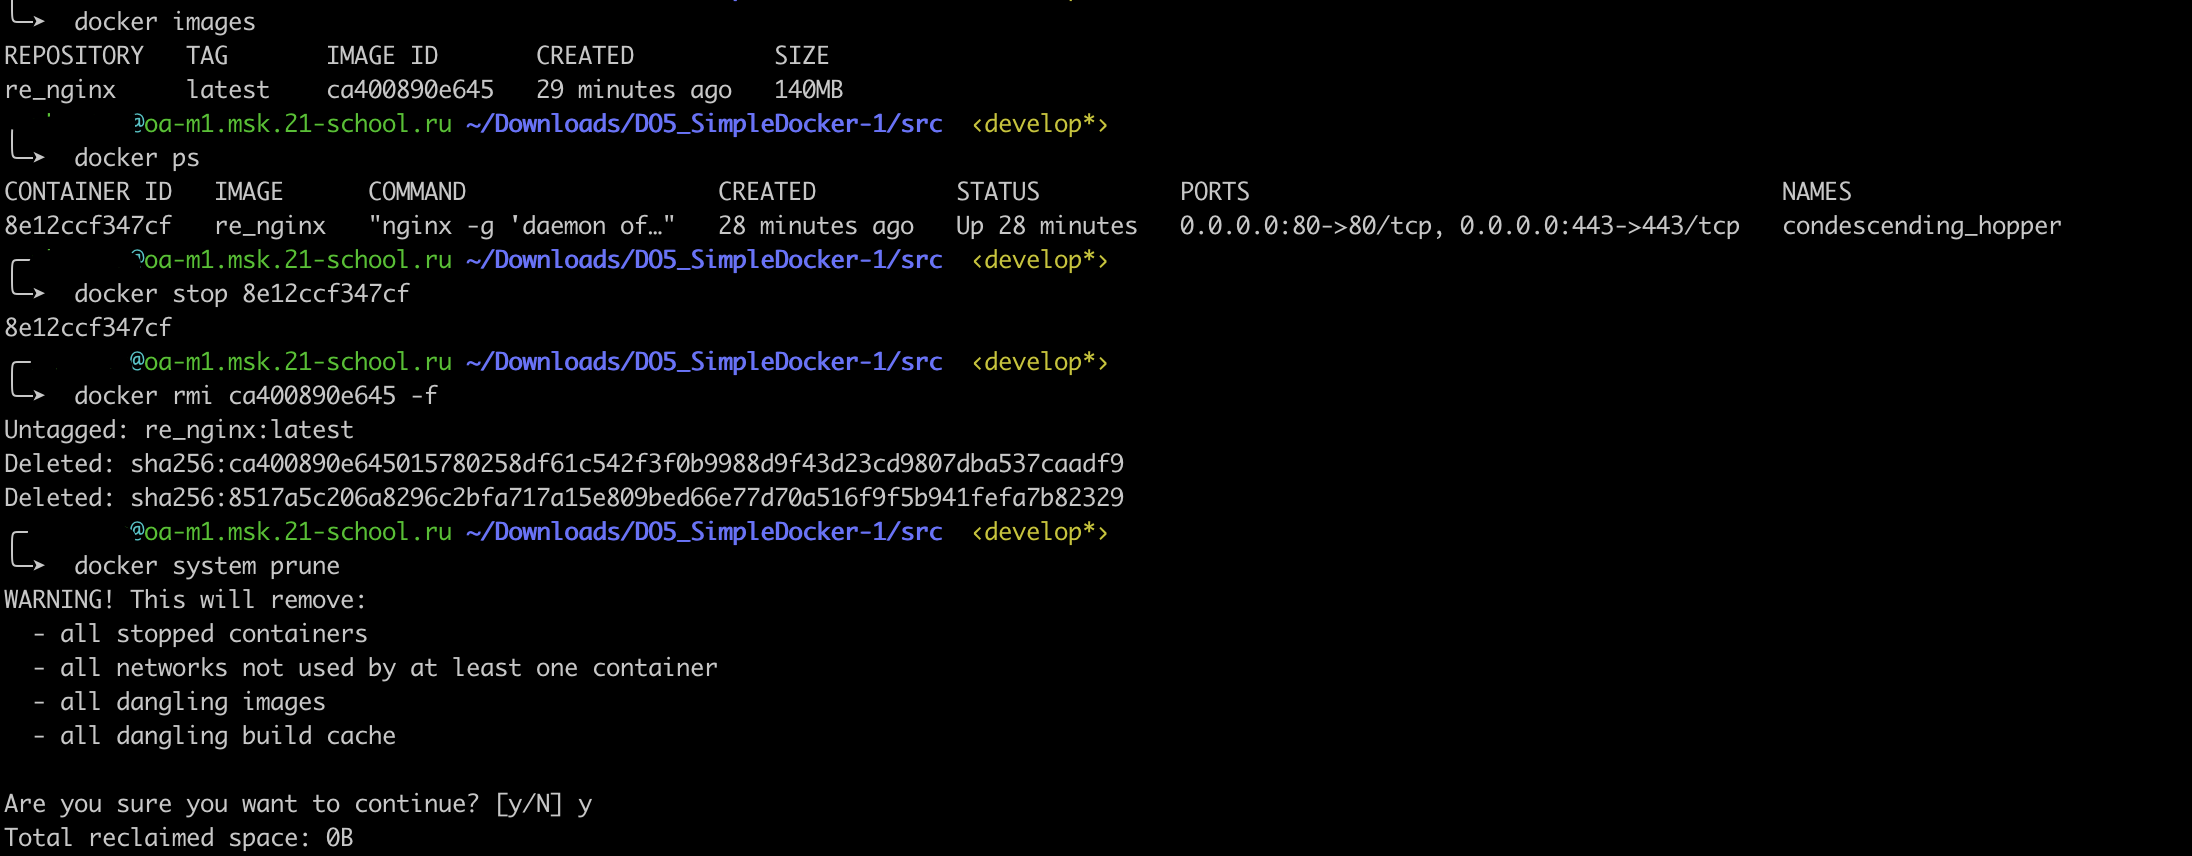 docker images
REPOSITORY   TAG       IMAGE ID       CREATED          SIZE
re_nginx     latest    ca400890e645   29 minutes ago   140MB
@oa-m1.msk.21-school.ru ~/Downloads/DO5_SimpleDocker-1/src  ‹develop*›
docker ps
CONTAINER ID   IMAGE      COMMAND                  CREATED          STATUS          PORTS                                      NAMES
8e12ccf347cf   re_nginx   "nginx -g 'daemon of…"   28 minutes ago   Up 28 minutes   0.0.0.0:80->80/tcp, 0.0.0.0:443->443/tcp   condescending_hopper
@oa-m1.msk.21-school.ru ~/Downloads/DO5_SimpleDocker-1/src  ‹develop*›
docker stop 8e12ccf347cf
8e12ccf347cf
@oa-m1.msk.21-school.ru ~/Downloads/DO5_SimpleDocker-1/src  ‹develop*›
docker rmi ca400890e645 -f
Untagged: re_nginx:latest
Deleted: sha256:ca400890e645015780258df61c542f3f0b9988d9f43d23cd9807dba537caadf9
Deleted: sha256:8517a5c206a8296c2bfa717a15e809bed66e77d70a516f9f5b941fefa7b82329
@oa-m1.msk.21-school.ru ~/Downloads/DO5_SimpleDocker-1/src  ‹develop*›
docker system prune
WARNING! This will remove:
  - all stopped containers
  - all networks not used by at least one container
  - all dangling images
  - all dangling build cache
Are you sure you want to continue? [y/N] y
Total reclaimed space: 0B